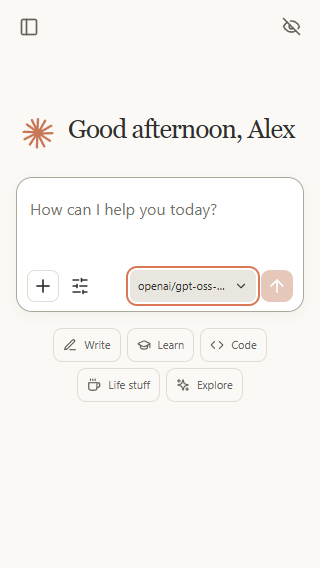 Good afternoon, Alex
How can I help you today?
openai/gpt-oss-...
Write
Learn
Code
Life stuff
Explore